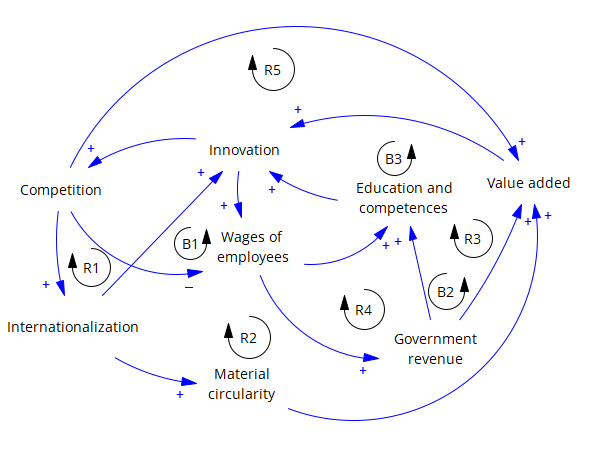 R5
+
+
+
Innovation
+
B3
+
Education and
competences
Value added
Competition
+
+
+
B1
Wages of
employees
+
+
R3
R1
+
–
B2
R4
Internationalization
R2
Government
revenue
+
Material
circularity
+